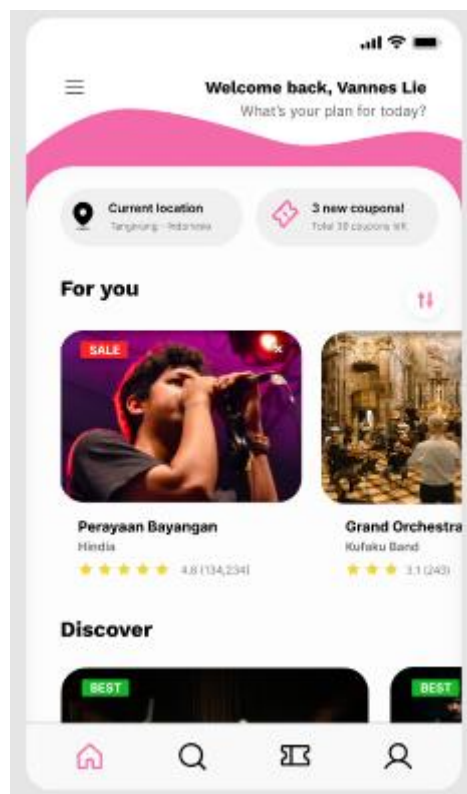 Welcome back, Vannes Lie
What's your plan for today?
Current location
Tangerang - Indonesia
3 new coupons!
Total 30 coupons left
For you
SALE
Perayaan Bayangan
Hindia
4.8 (134,234)
Grand Orchestra
Kufaku Band
3.1 (243)
Discover
BEST
BEST